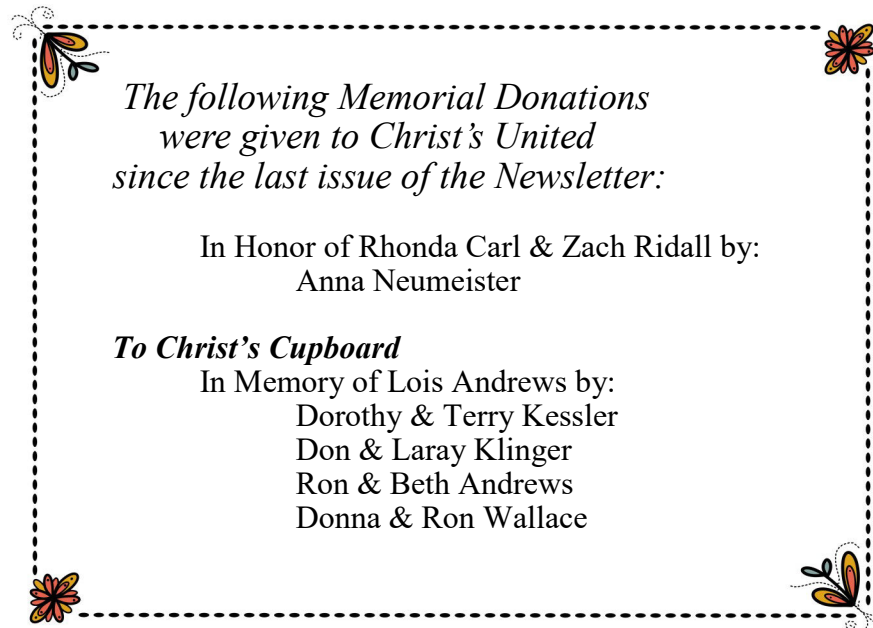 The following Memorial Donations
were given to Christ’s United
since the last issue of the Newsletter:
In Honor of Rhonda Carl & Zach Ridall by:
Anna Neumeister
To Christ’s Cupboard
In Memory of Lois Andrews by:
Dorothy & Terry Kessler
Don & Laray Klinger
Ron & Beth Andrews
Donna & Ron Wallace